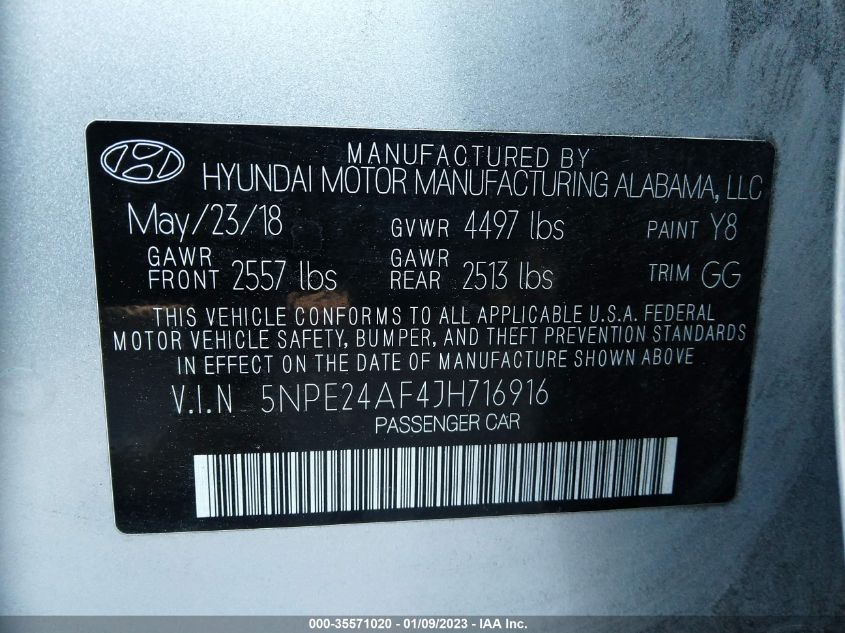 MANUFACTURED BY
HYUNDAI MOTOR MANUFACTURING ALABAMA, LLC
May/23/18 GVWR 4497 lbs PAINT Y8
GAWR FRONT 2557 lbs GAWR REAR 2513 lbs TRIM GG
THIS VEHICLE CONFORMS TO ALL APPLICABLE U.S.A. FEDERAL
MOTOR VEHICLE SAFETY, BUMPER, AND THEFT PREVENTION STANDARDS
IN EFFECT ON THE DATE OF MANUFACTURE SHOWN ABOVE
V.I.N 5NPE24AF4JH716916
PASSENGER CAR
000-35571020 - 01/09/2023 - IAA Inc.